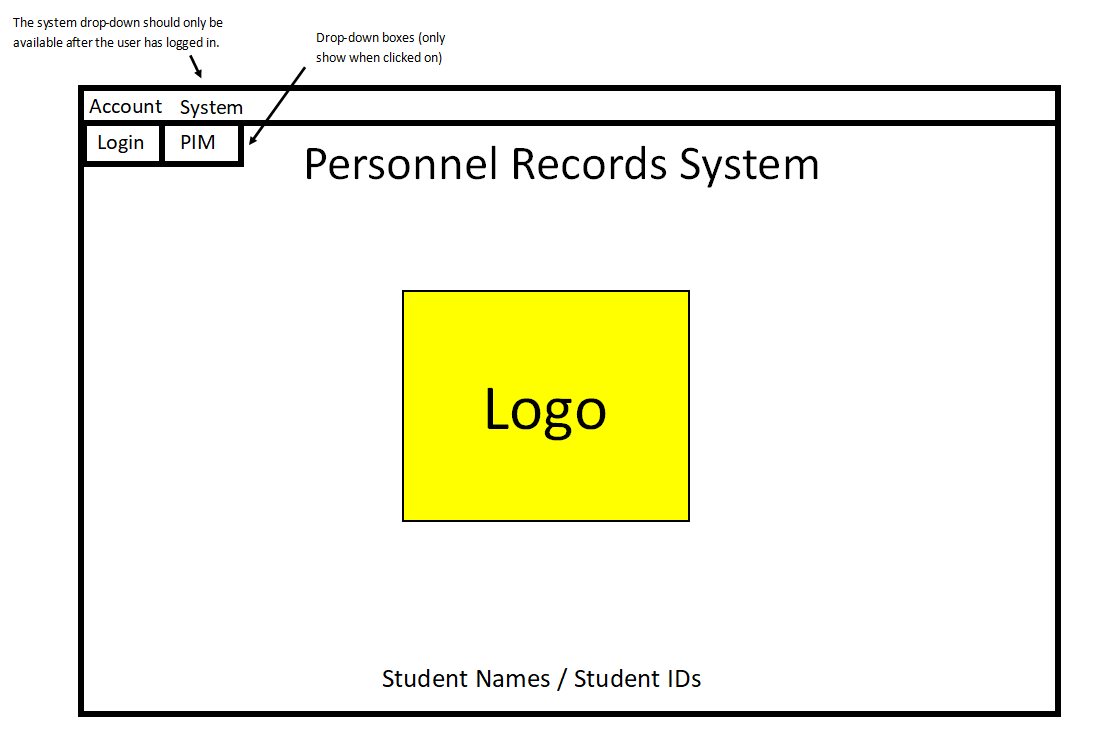 The system drop-down should only be
available after the user has logged in.
Drop-down boxes (only
show when clicked on)
Account System
Login PIM
Personnel Records System
Logo
Student Names / Student IDs